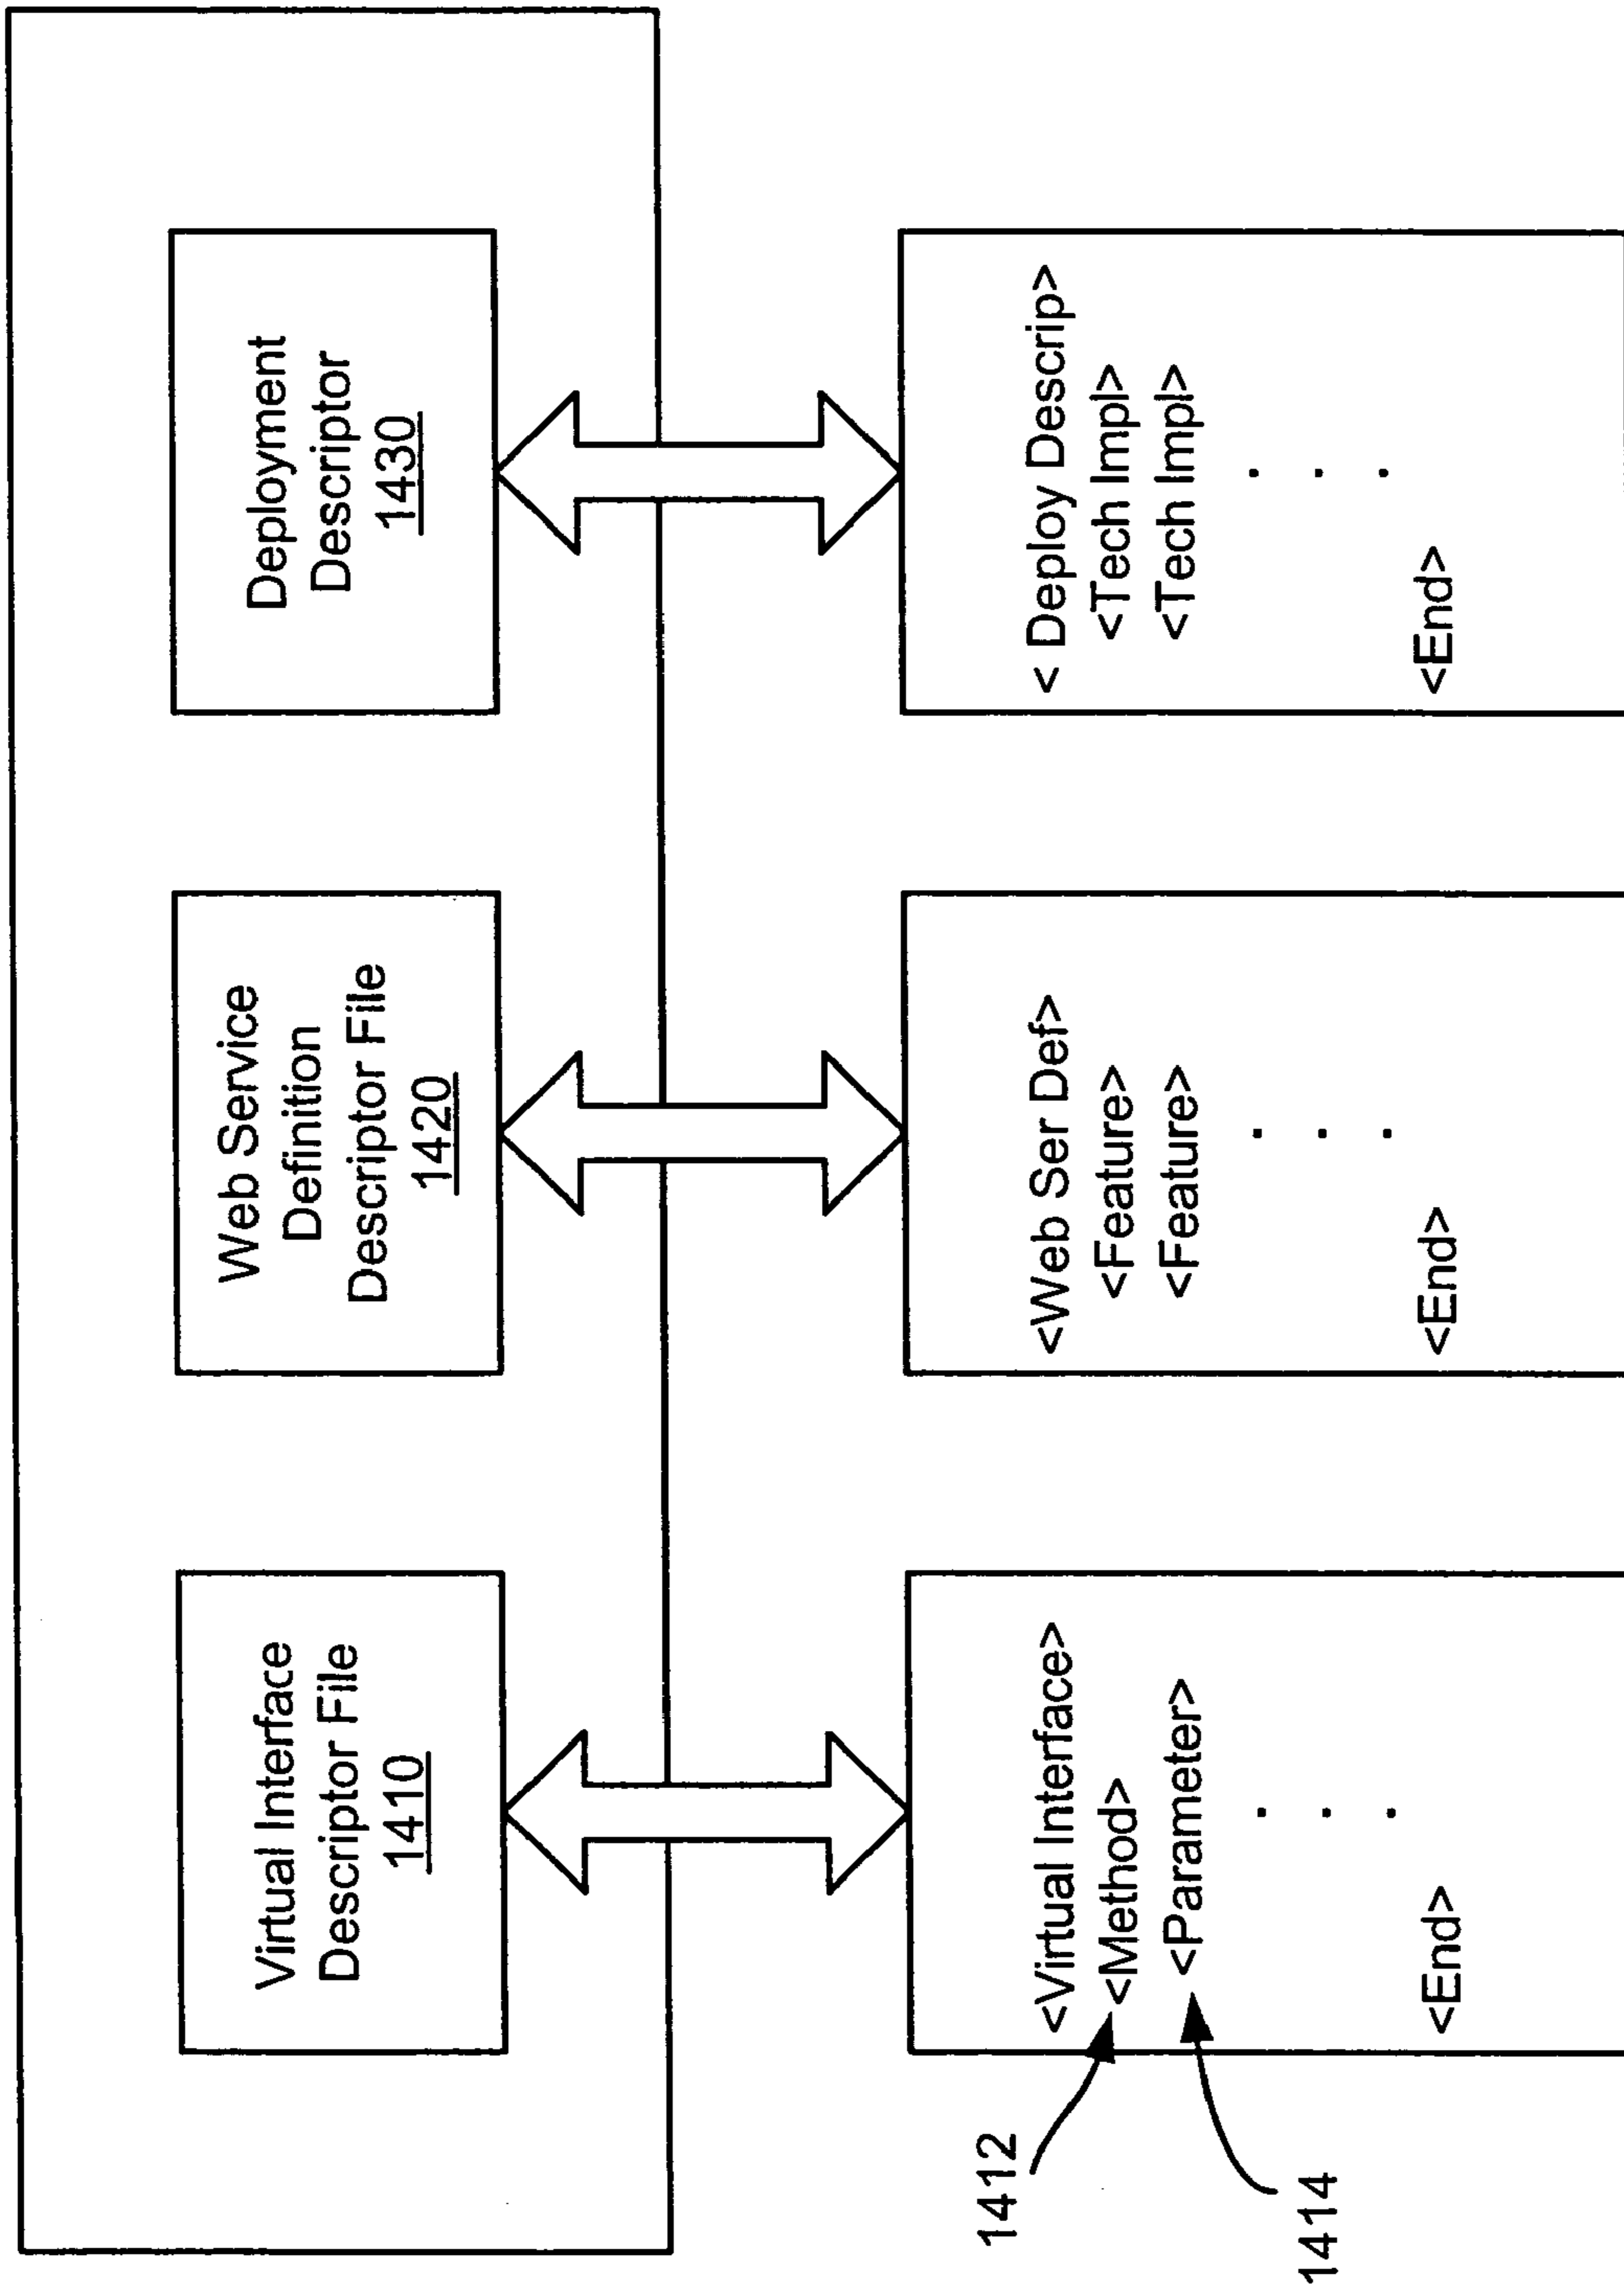 Virtual Interface
Descriptor File
1410
Web Service
Definition
Descriptor File
1420
Deployment
Descriptor
1430
<Virtual Interface>
<Method>
<Parameter>
. . .
<End>
1412
1414
<Web Ser Def>
<Feature>
<Feature>
. . .
<End>
< Deploy Descrip>
<Tech Impl>
<Tech Impl>
. . .
<End>